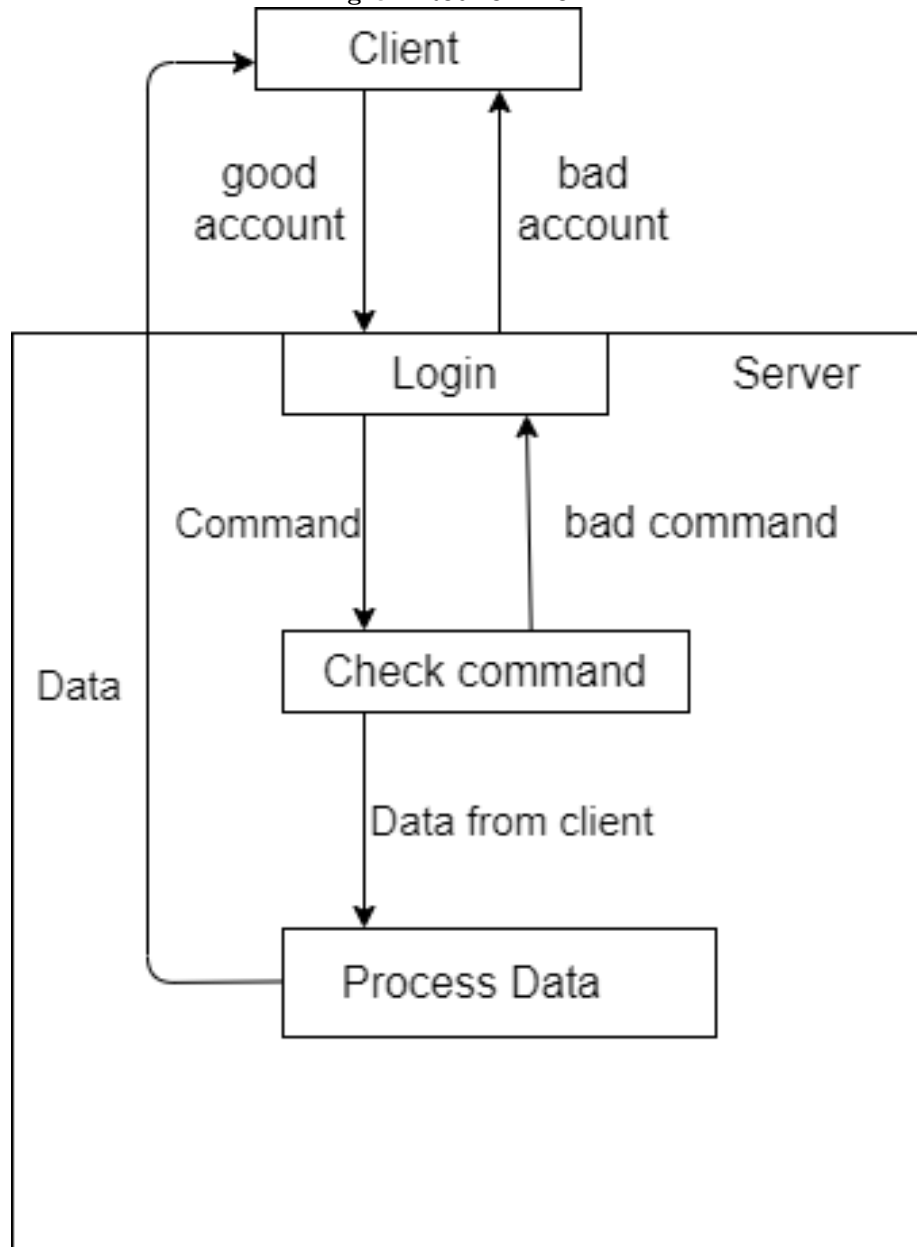 Client
good
account
bad
account
Login
Server
Command
bad command
Check command
Data
Data from client
Process Data